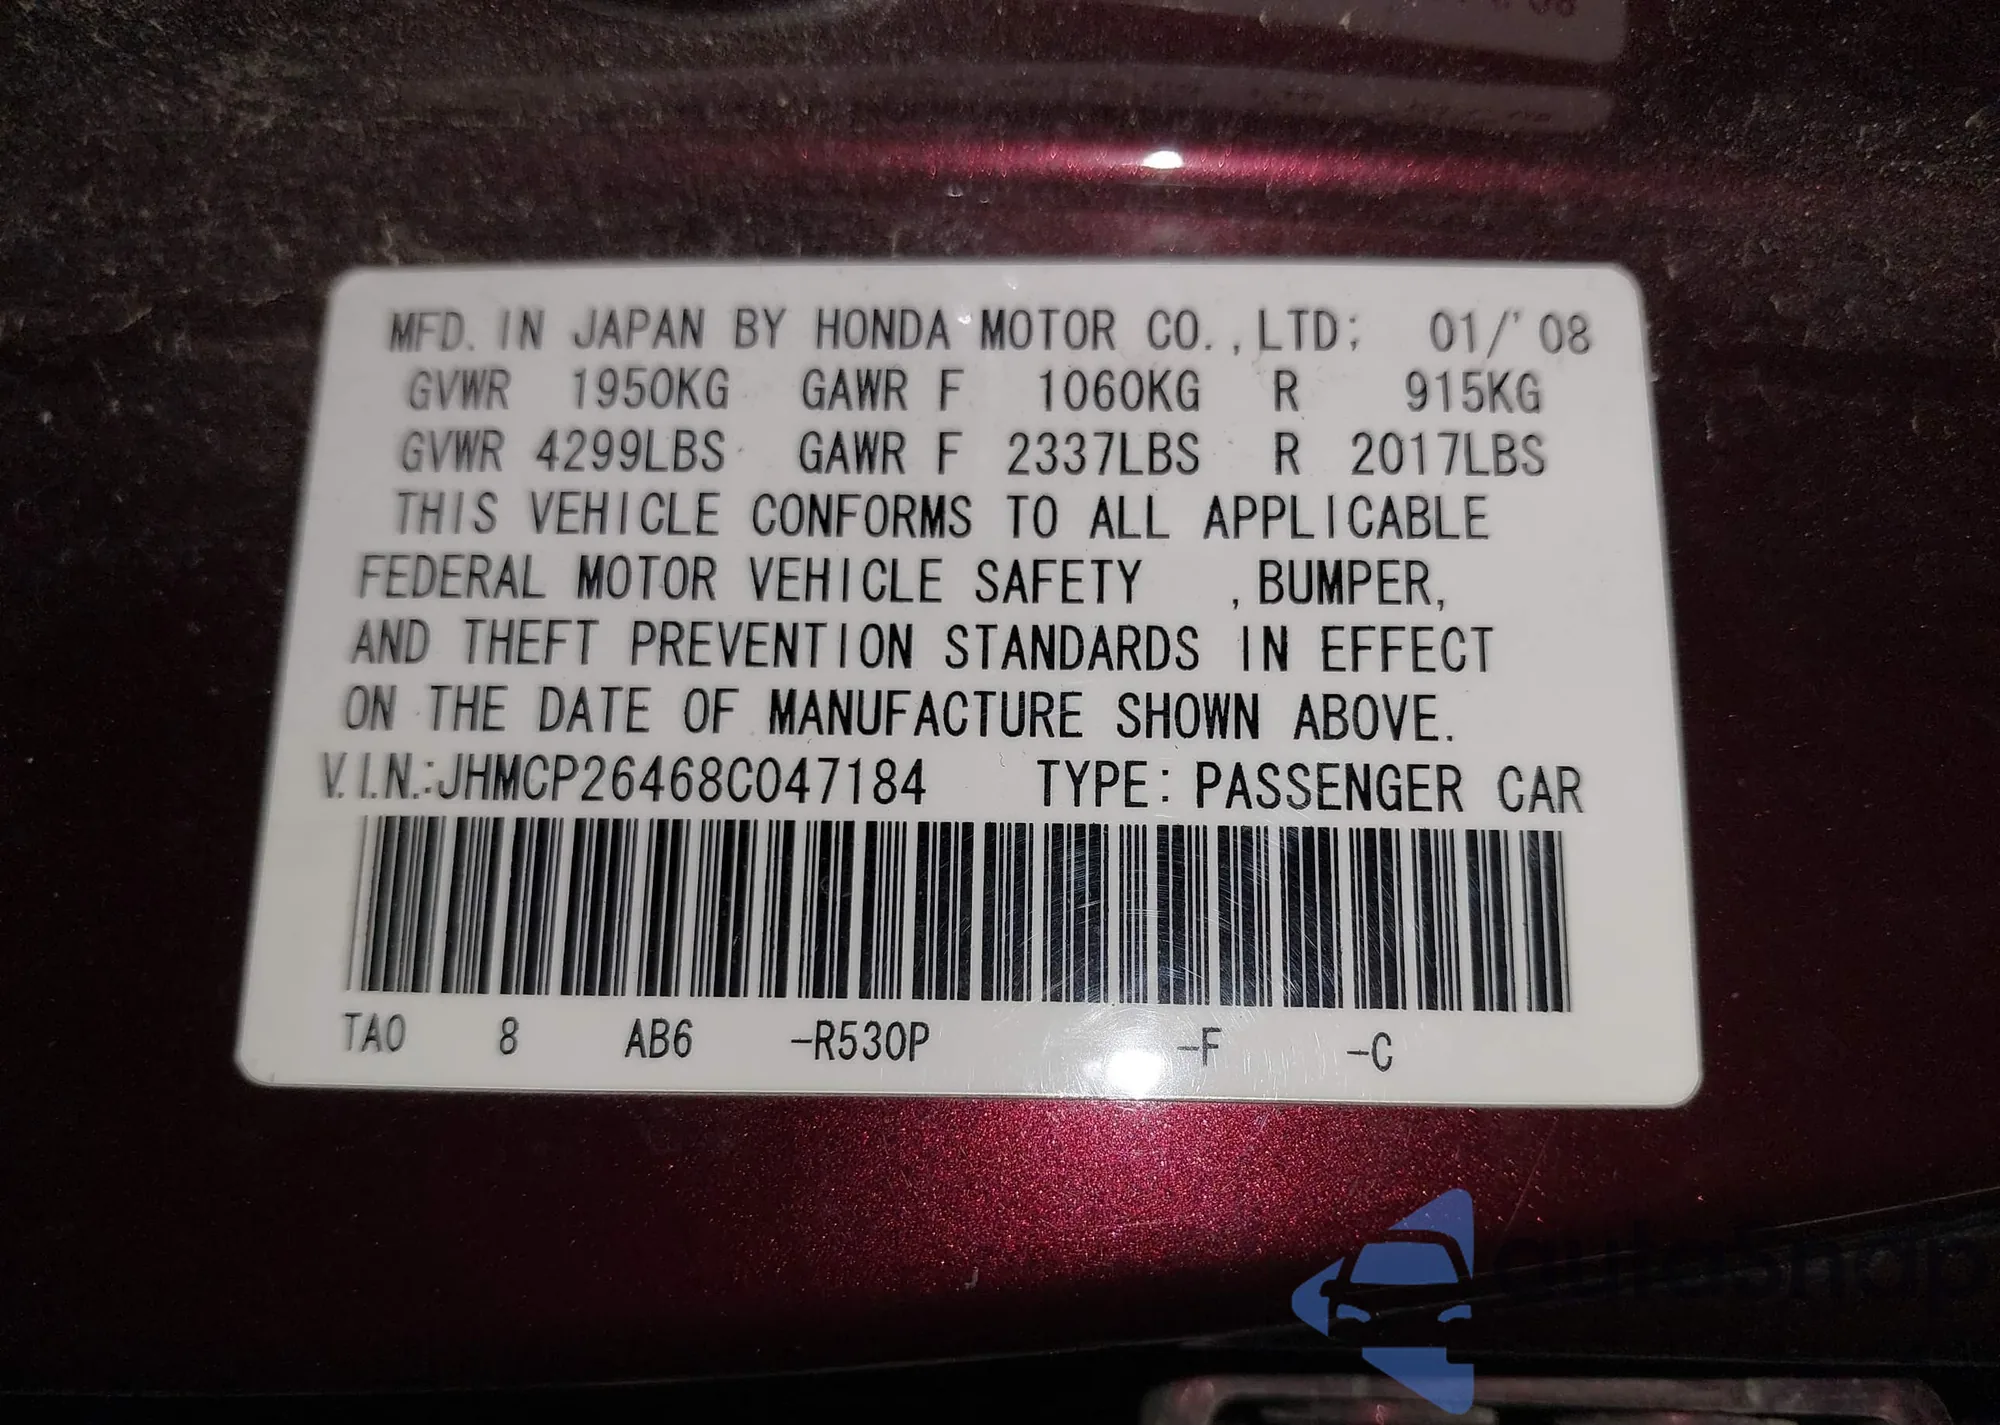 MFD. IN JAPAN BY HONDA MOTOR CO.,LTD; 01/'08
GVWR 1950KG GAWR F 1060KG R 915KG
GVWR 4299LBS GAWR F 2337LBS R 2017LBS
THIS VEHICLE CONFORMS TO ALL APPLICABLE
FEDERAL MOTOR VEHICLE SAFETY ,BUMPER,
AND THEFT PREVENTION STANDARDS IN EFFECT
ON THE DATE OF MANUFACTURE SHOWN ABOVE.
V.I.N.:JHMCP26468C047184 TYPE: PASSENGER CAR
TA0 8 AB6 -R530P -F -C